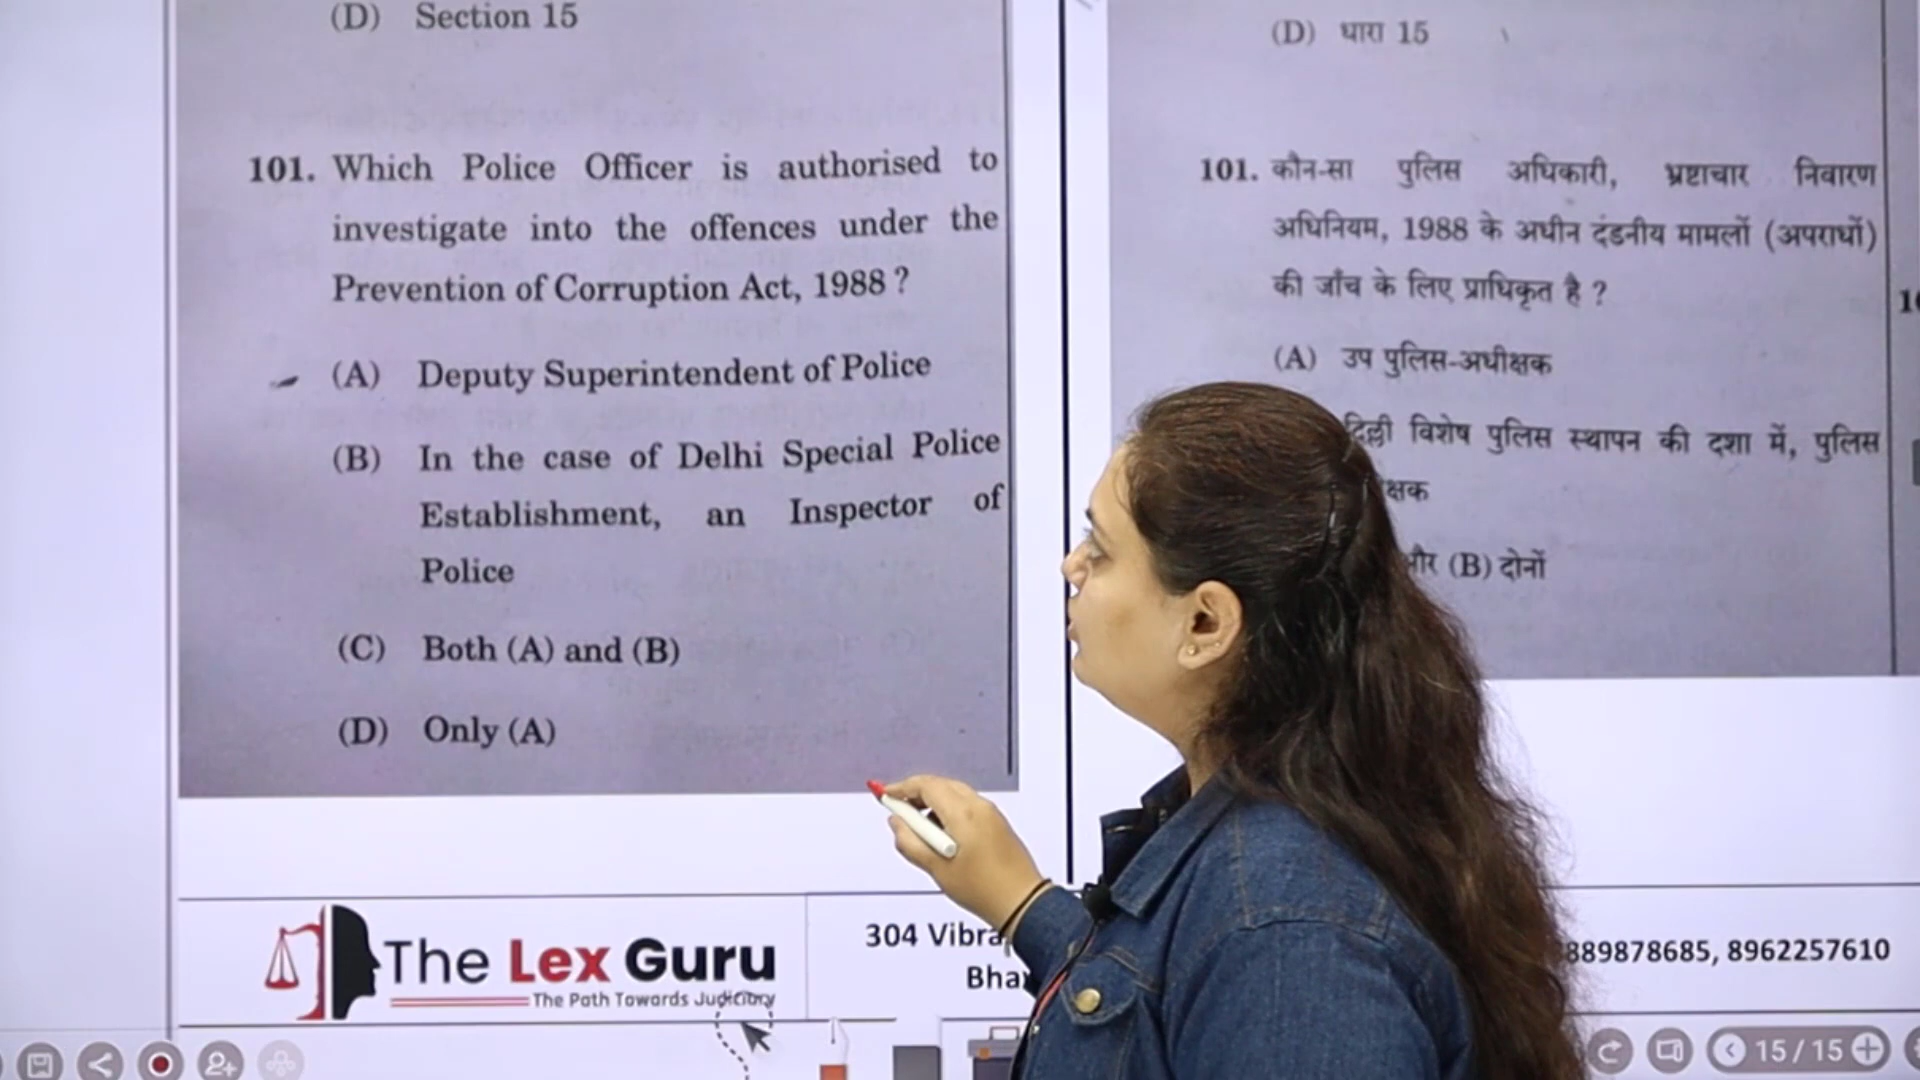 (D) Section 15
101. Which Police Officer is authorised to
investigate into the offences under the
Prevention of Corruption Act, 1988 ?
(A) Deputy Superintendent of Police
(B) In the case of Delhi Special Police
Establishment, an Inspector of
Police
(C) Both (A) and (B)
(D) Only (A)
(D) धारा 15
101. कौन-सा पुलिस अधिकारी, भ्रष्टाचार निवारण
अधिनियम, 1988 के अधीन दंडनीय मामलों (अपराधों)
की जाँच के लिए प्राधिकृत है ?
(A) उप पुलिस-अधीक्षक
दिल्ली विशेष पुलिस स्थापन की दशा में, पुलिस
(B) दोनों
The Lex Guru
The Path Towards Judiciary
304
889878685, 8962257610
15/15